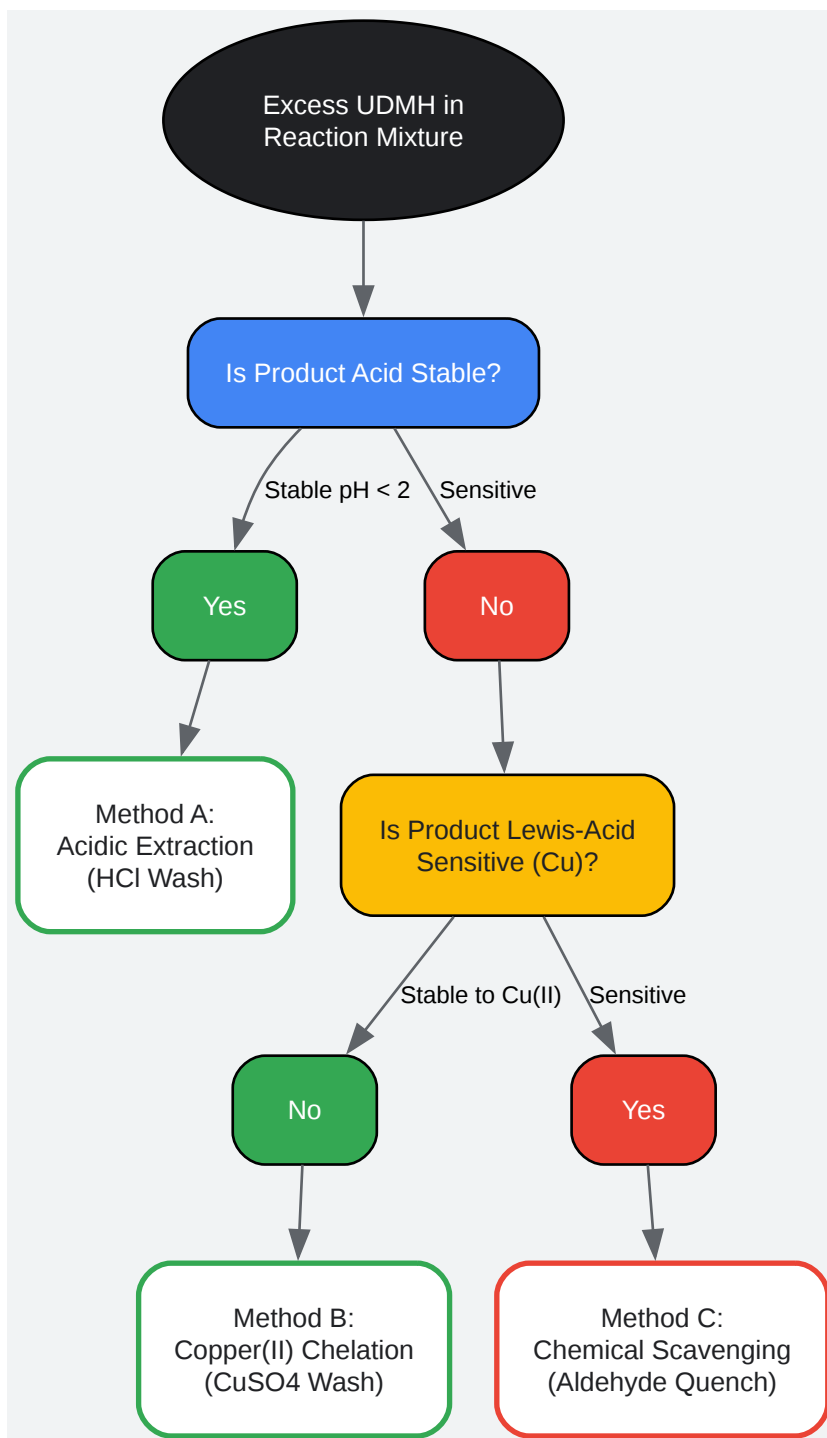 Excess UDMH in
Reaction Mixture
Is Product Acid Stable?
Stable pH < 2
Sensitive
Yes
No
Method A:
Acidic Extraction
(HCl Wash)
Is Product Lewis-Acid
Sensitive (Cu)?
Stable to Cu(II)
Sensitive
No
Yes
Method B:
Copper(II) Chelation
(CuSO4 Wash)
Method C:
Chemical Scavenging
(Aldehyde Quench)